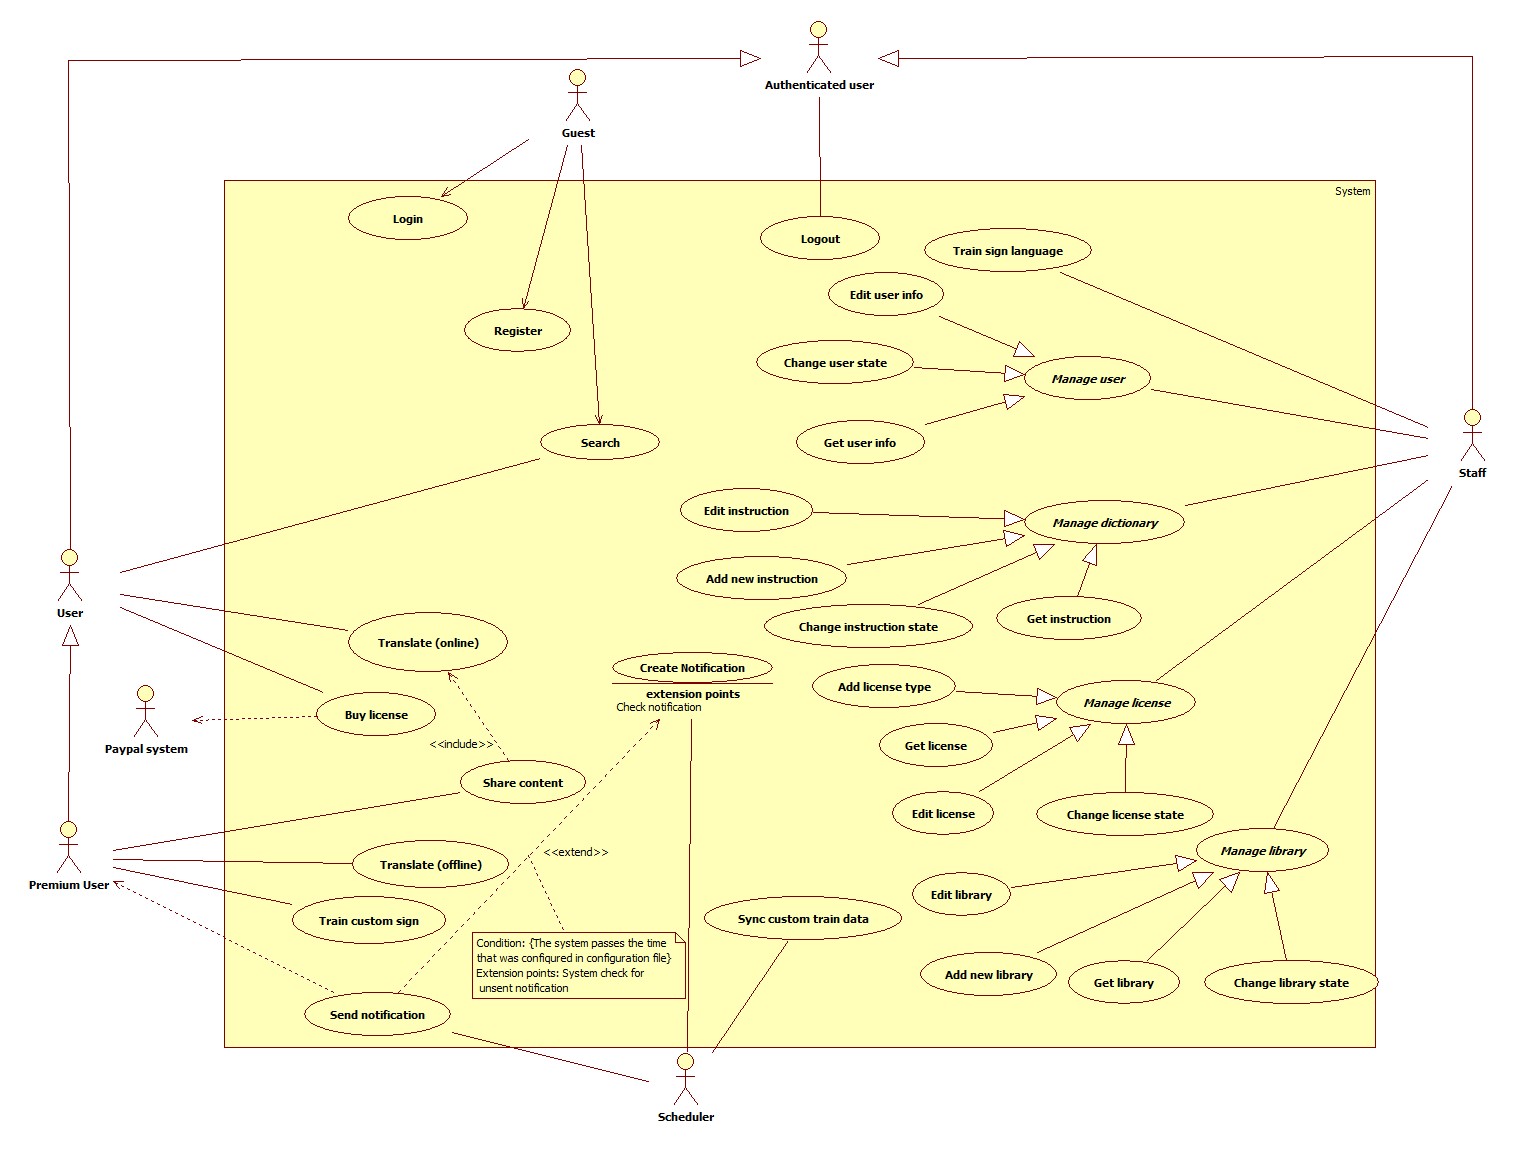 Authenticated user
Guest
System
Login
Logout
Train sign language
Edit user info
Register
Change user state
Manage user
Search
Get user info
Staff
Edit instruction
Manage dictionary
Add new instruction
User
Change instruction state
Get instruction
Translate (online)
Create Notification
extension points
Check notification
Add license type
Manage license
Buy license
Paypal system
<<include>>
Get license
Share content
Edit license
Change license state
<<extend>>
Manage library
Translate (offline)
Premium User
Edit library
Train custom sign
Sync custom train data
Condition: {The system passes the time
that was configured in configuration file}
Extension points: System check for
unsent notification
Add new library
Get library
Change library state
Send notification
Scheduler